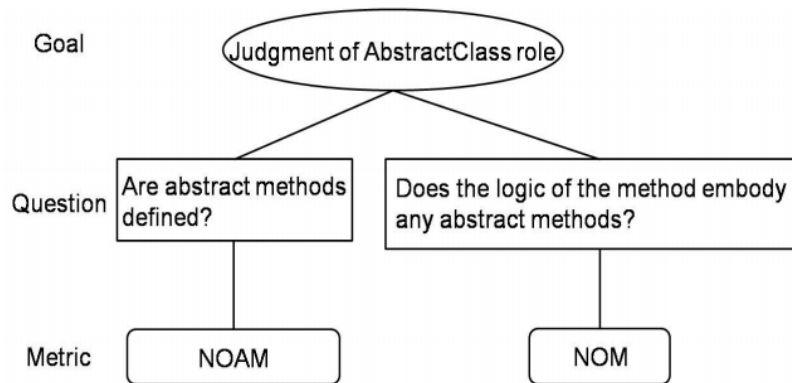 Goal
Judgment of AbstractClass role
Question
Are abstract methods
defined?
Does the logic of the method embody
any abstract methods?
Metric
NOAM
NOM